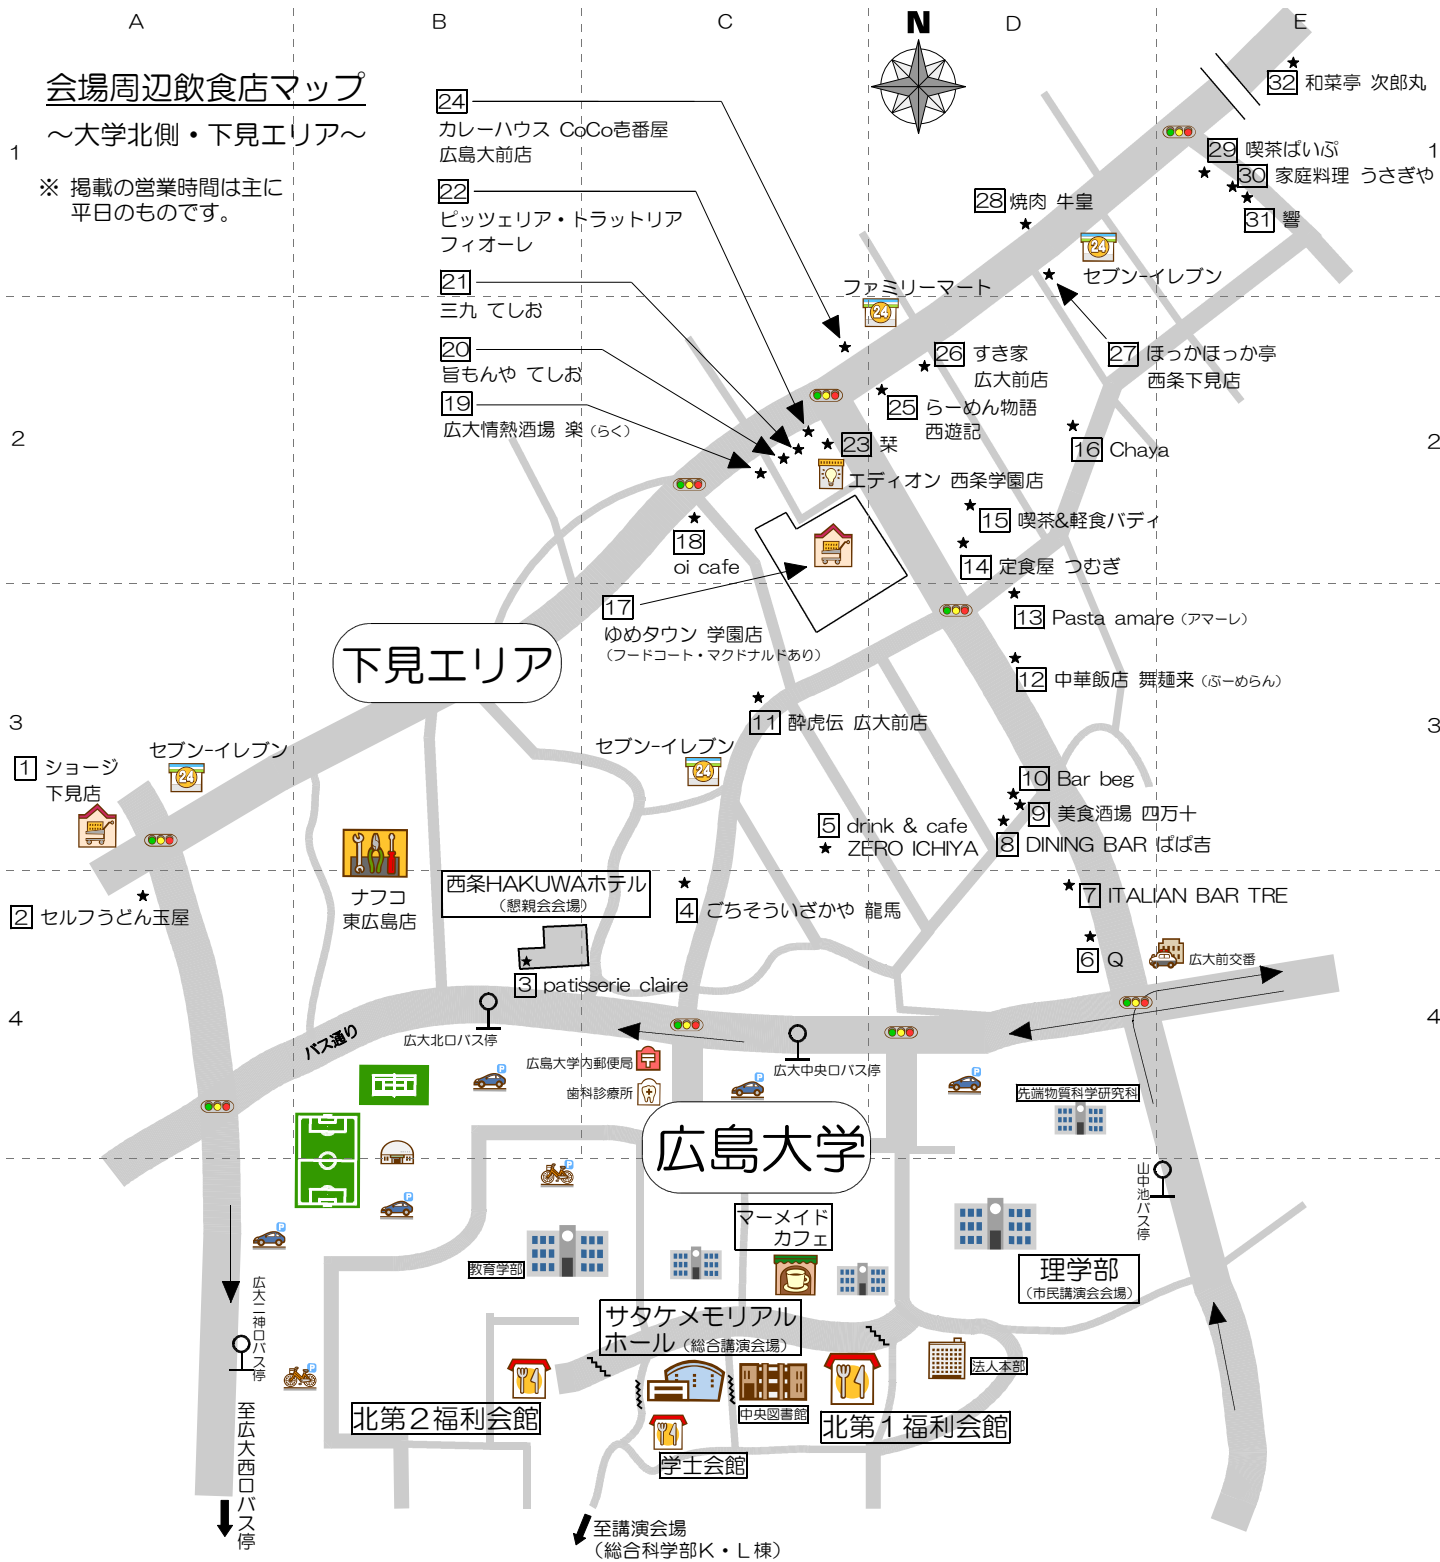 A
B
C
N
D
E
会場周辺飲食店マップ
～大学北側・下見エリア～
※ 掲載の営業時間は主に
平日のものです。
1
1
2
2
3
3
4
4
24
カレーハウス CoCo壱番屋
広島大前店
22
ピッツェリア・トラットリア
フィオーレ
21
三九 てしお
20
旨もんや てしお
19
広大情熱酒場 楽（らく）
32 和菜亭 次郎丸
29 喫茶ぱいぷ
30 家庭料理 うさぎや
31 響
28 焼肉 牛皇
24
セブン-イレブン
ファミリーマート
24
27 ほっかほっか亭
西条下見店
26 すき家
広大前店
25 らーめん物語
西遊記
23 栞
エディオン 西条学園店
16 Chaya
15 喫茶&軽食バディ
14 定食屋 つむぎ
18
oi cafe
17
ゆめタウン 学園店
（フードコート・マクドナルドあり）
13 Pasta amare（アマーレ）
12 中華飯店 舞麺来（ぶーめらん）
下見エリア
11 酔虎伝 広大前店
セブン-イレブン
24
セブン-イレブン
24
1 ショージ
下見店
10 Bar beg
9 美食酒場 四万十
8 DINING BAR ぱぱ吉
5 drink & cafe
ZERO ICHIYA
ナフコ
東広島店
西条HAKUWAホテル
（懇親会会場）
4 ごちそういざかや 龍馬
7 ITALIAN BAR TRE
2 セルフうどん玉屋
6 Q
広大前交番
3 patisserie claire
バス通り
広大北口バス停
広島大学内郵便局
歯科診療所
広大中央口バス停
P
P
P
先端物質科学研究科
広島大学
P
P
P
山中池バス停
マーメイド
カフェ
教育学部
理学部
（市民講演会会場）
サタケメモリアル
ホール（総合講演会場）
広大二神口バス停
P
法人本部
中央図書館
北第２福利会館
北第１福利会館
学士会館
至広大西口バス停
至講演会場
（総合科学部K・L棟）